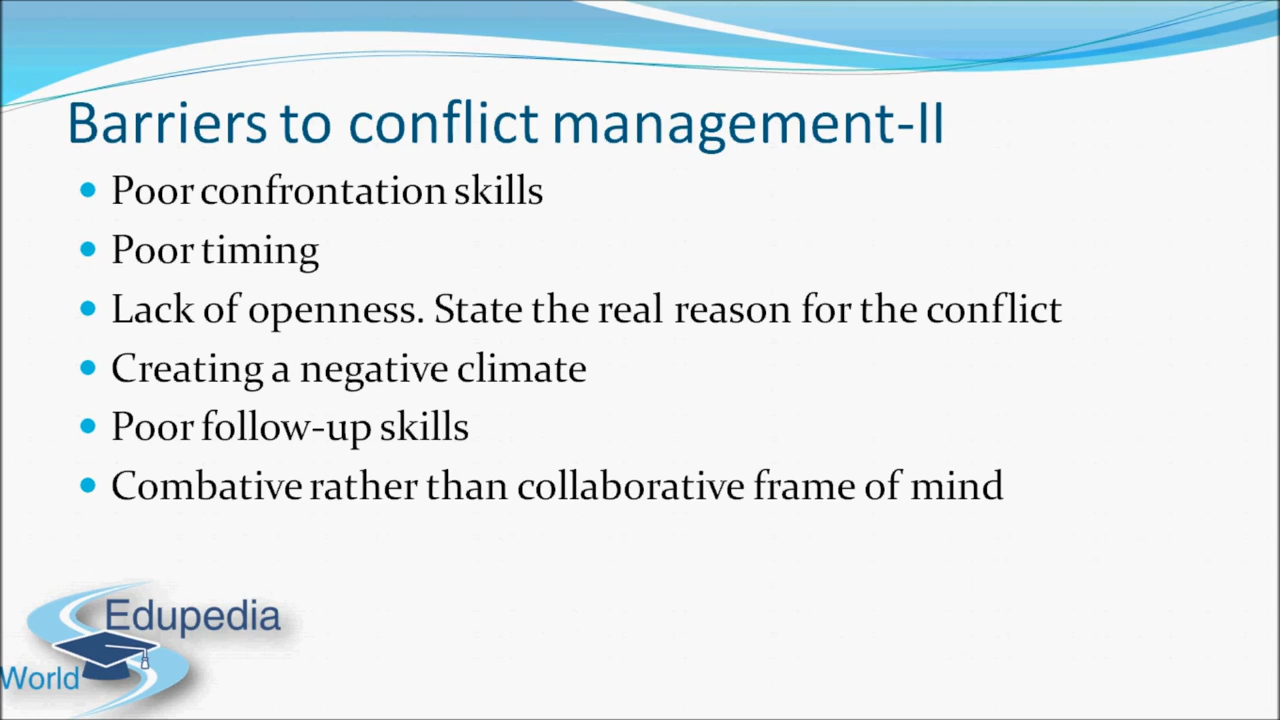 Barriers to conflict management-II
Poor confrontation skills
Poor timing
Lack of openness. State the real reason for the conflict
Creating a negative climate
Poor follow-up skills
Combative rather than collaborative frame of mind
Edupedia
World